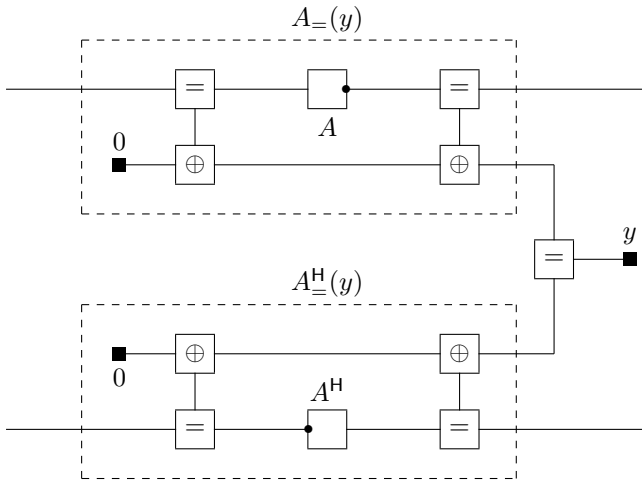 A₌(y)
= =
A
0
⊕ ⊕
y
=
Aᴴ₌(y)
⊕ ⊕
0
Aᴴ
= =